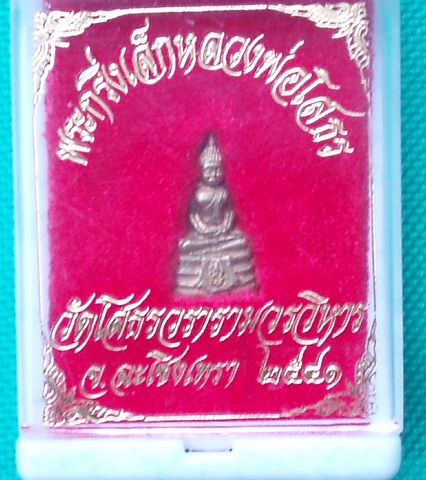 พระกริ่งเล็กหลวงพ่อโสธร
วัดโสธรวรารามวรวิหาร
จ.ฉะเชิงเทรา ๒๕๔๑